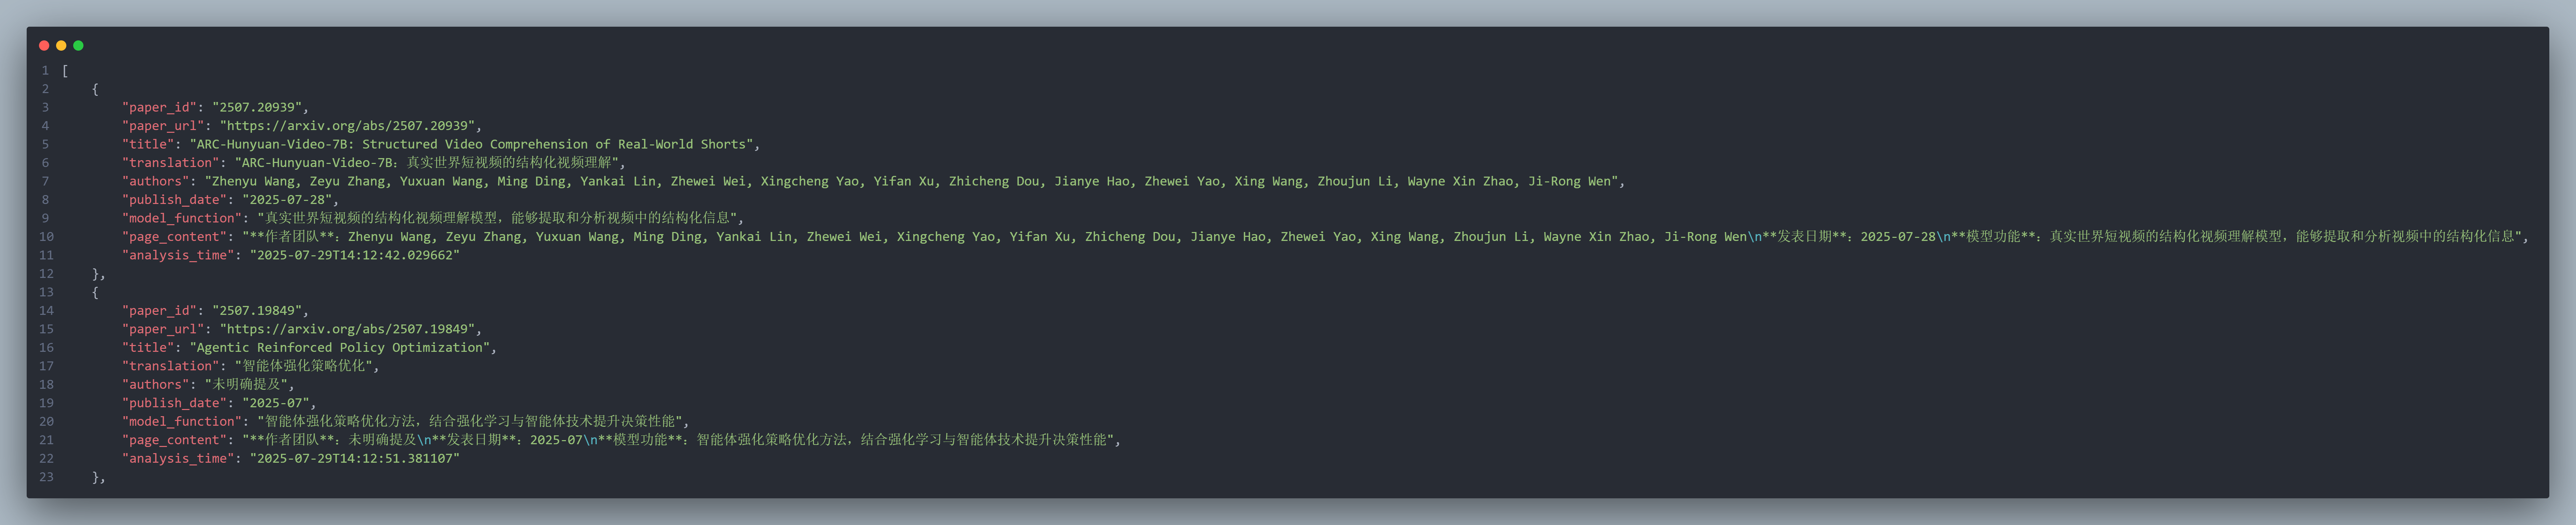 1 [
2 {
3 "paper_id": "2507.20939",
4 "paper_url": "https://arxiv.org/abs/2507.20939",
5 "title": "ARC-Hunyuan-Video-7B: Structured Video Comprehension of Real-World Shorts",
6 "translation": "ARC-Hunyuan-Video-7B：真实世界短视频的结构化视频理解",
7 "authors": "Zhenyu Wang, Zeyu Zhang, Yuxuan Wang, Ming Ding, Yankai Lin, Zhewei Wei, Xingcheng Yao, Yifan Xu, Zhicheng Dou, Jianye Hao, Zhewei Yao, Xing Wang, Zhoujun Li, Wayne Xin Zhao, Ji-Rong Wen",
8 "publish_date": "2025-07-28",
9 "model_function": "真实世界短视频的结构化视频理解模型，能够提取和分析视频中的结构化信息",
10 "page_content": "**作者团队**：Zhenyu Wang, Zeyu Zhang, Yuxuan Wang, Ming Ding, Yankai Lin, Zhewei Wei, Xingcheng Yao, Yifan Xu, Zhicheng Dou, Jianye Hao, Zhewei Yao, Xing Wang, Zhoujun Li, Wayne Xin Zhao, Ji-Rong Wen\n**发表日期**：2025-07-28\n**模型功能**：真实世界短视频的结构化视频理解模型，能够提取和分析视频中的结构化信息",
11 "analysis_time": "2025-07-29T14:12:42.029662"
12 },
13 {
14 "paper_id": "2507.19849",
15 "paper_url": "https://arxiv.org/abs/2507.19849",
16 "title": "Agentic Reinforced Policy Optimization",
17 "translation": "智能体强化策略优化",
18 "authors": "未明确提及",
19 "publish_date": "2025-07",
20 "model_function": "智能体强化策略优化方法，结合强化学习与智能体技术提升决策性能",
21 "page_content": "**作者团队**：未明确提及\n**发表日期**：2025-07\n**模型功能**：智能体强化策略优化方法，结合强化学习与智能体技术提升决策性能",
22 "analysis_time": "2025-07-29T14:12:51.381107"
23 },